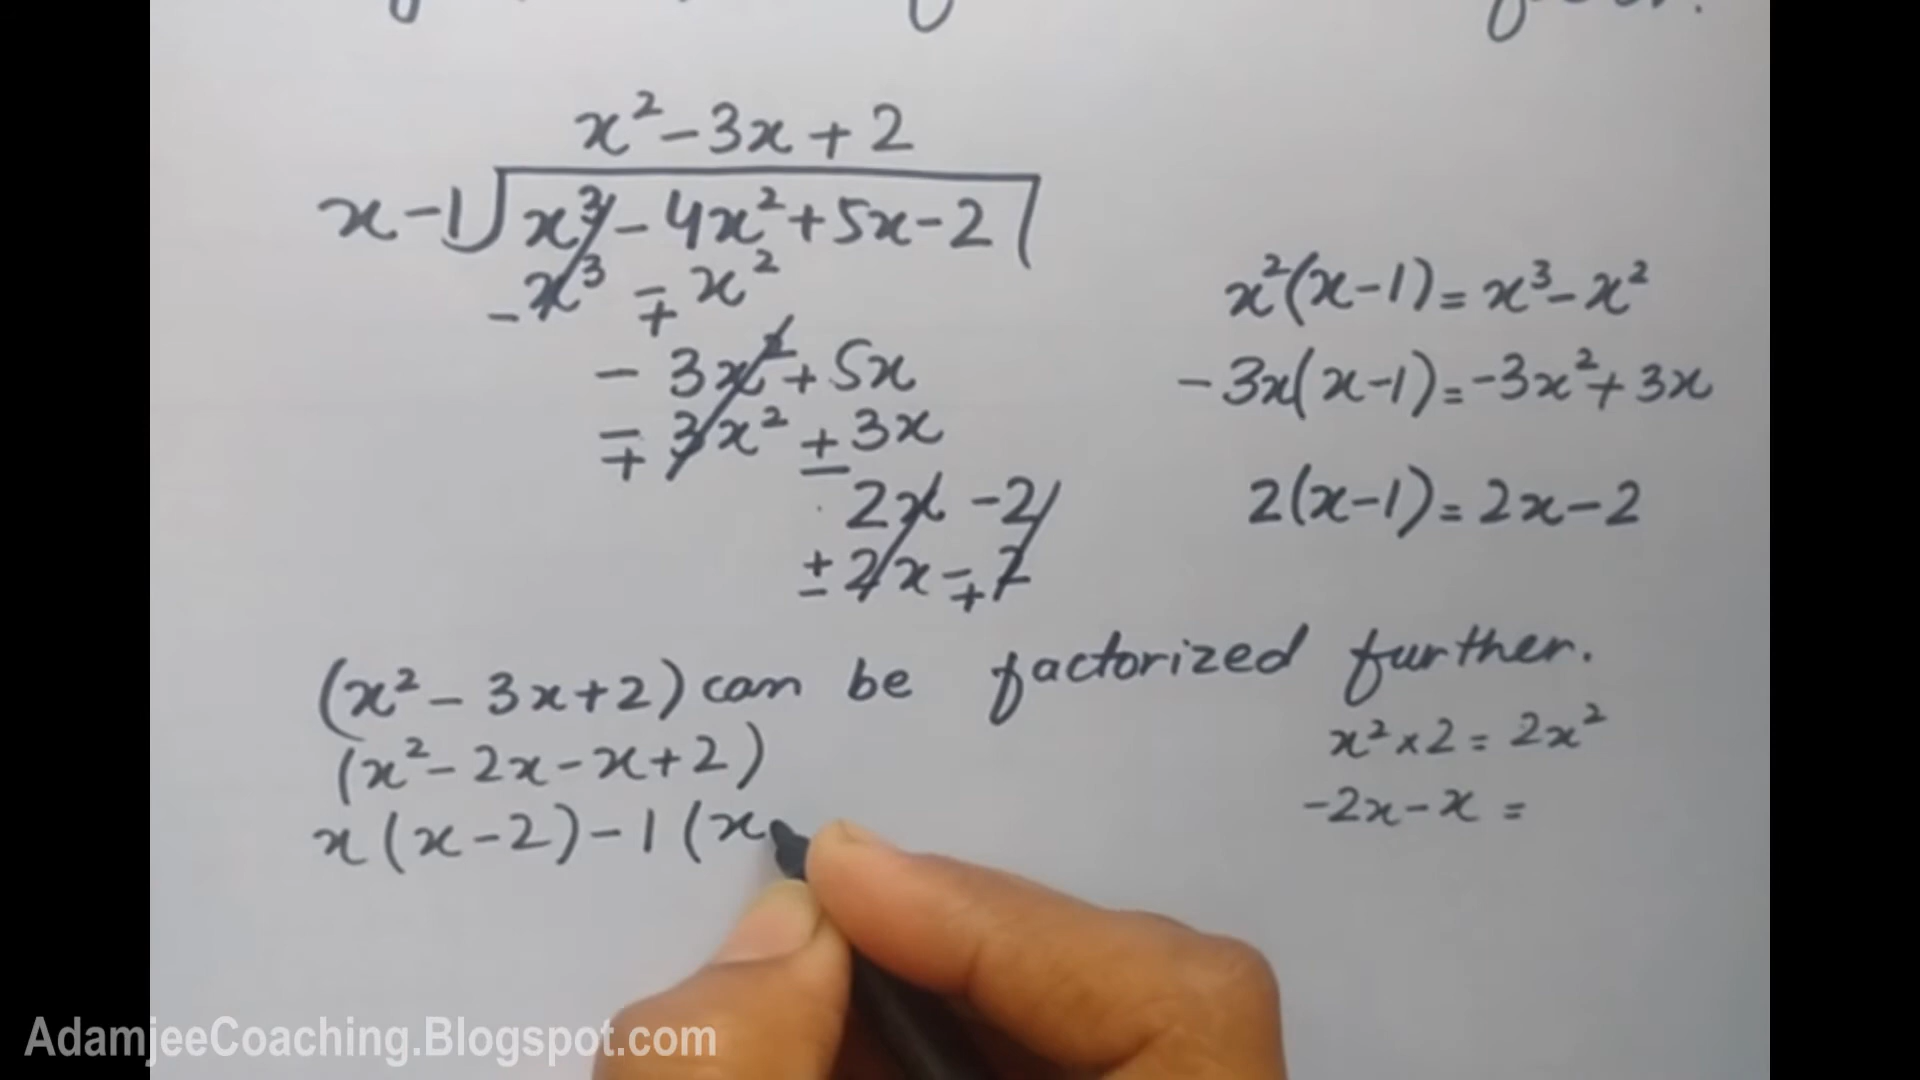 x² - 3x + 2
x - 1 x³ - 4x² + 5x - 2
- x³ ∓ x²
- 3x² + 5x
∓ 3x² ± 3x
2x - 2
± 2x ∓ 2
x²(x-1) = x³ - x²
- 3x(x-1) = -3x² + 3x
2(x-1) = 2x - 2
(x² - 3x + 2) can be factorized further.
(x² - 2x - x + 2)
x (x - 2) - 1 (x
x² × 2 = 2x²
-2x - x =
AdamjeeCoaching.Blogspot.com